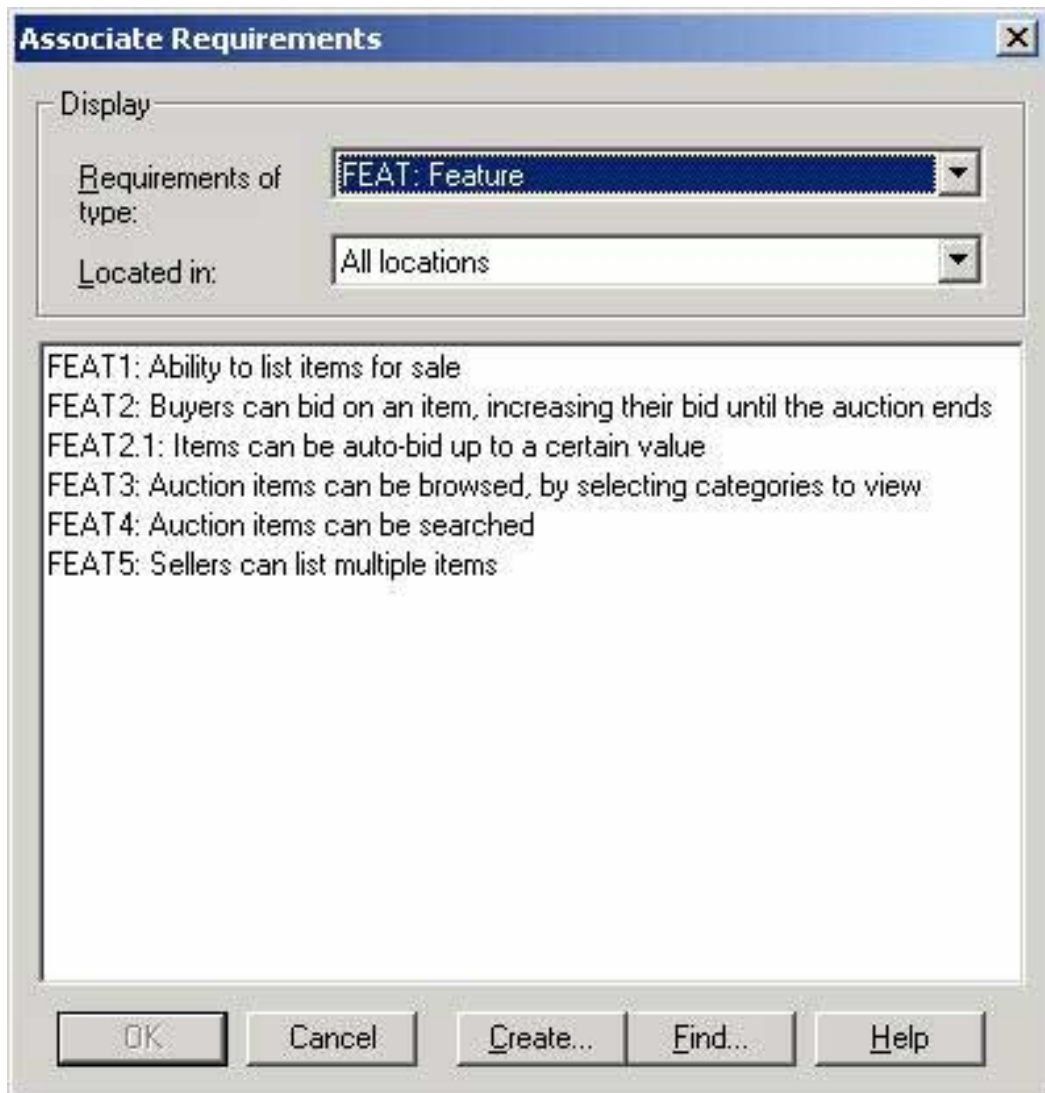 Associate Requirements
Display
Requirements of
type:
FEAT: Feature
Located in:
All locations
FEAT1: Ability to list items for sale
FEAT2: Buyers can bid on an item, increasing their bid until the auction ends
FEAT2.1: Items can be auto-bid up to a certain value
FEAT3: Auction items can be browsed, by selecting categories to view
FEAT4: Auction items can be searched
FEAT5: Sellers can list multiple items
OK Cancel Create... Find... Help